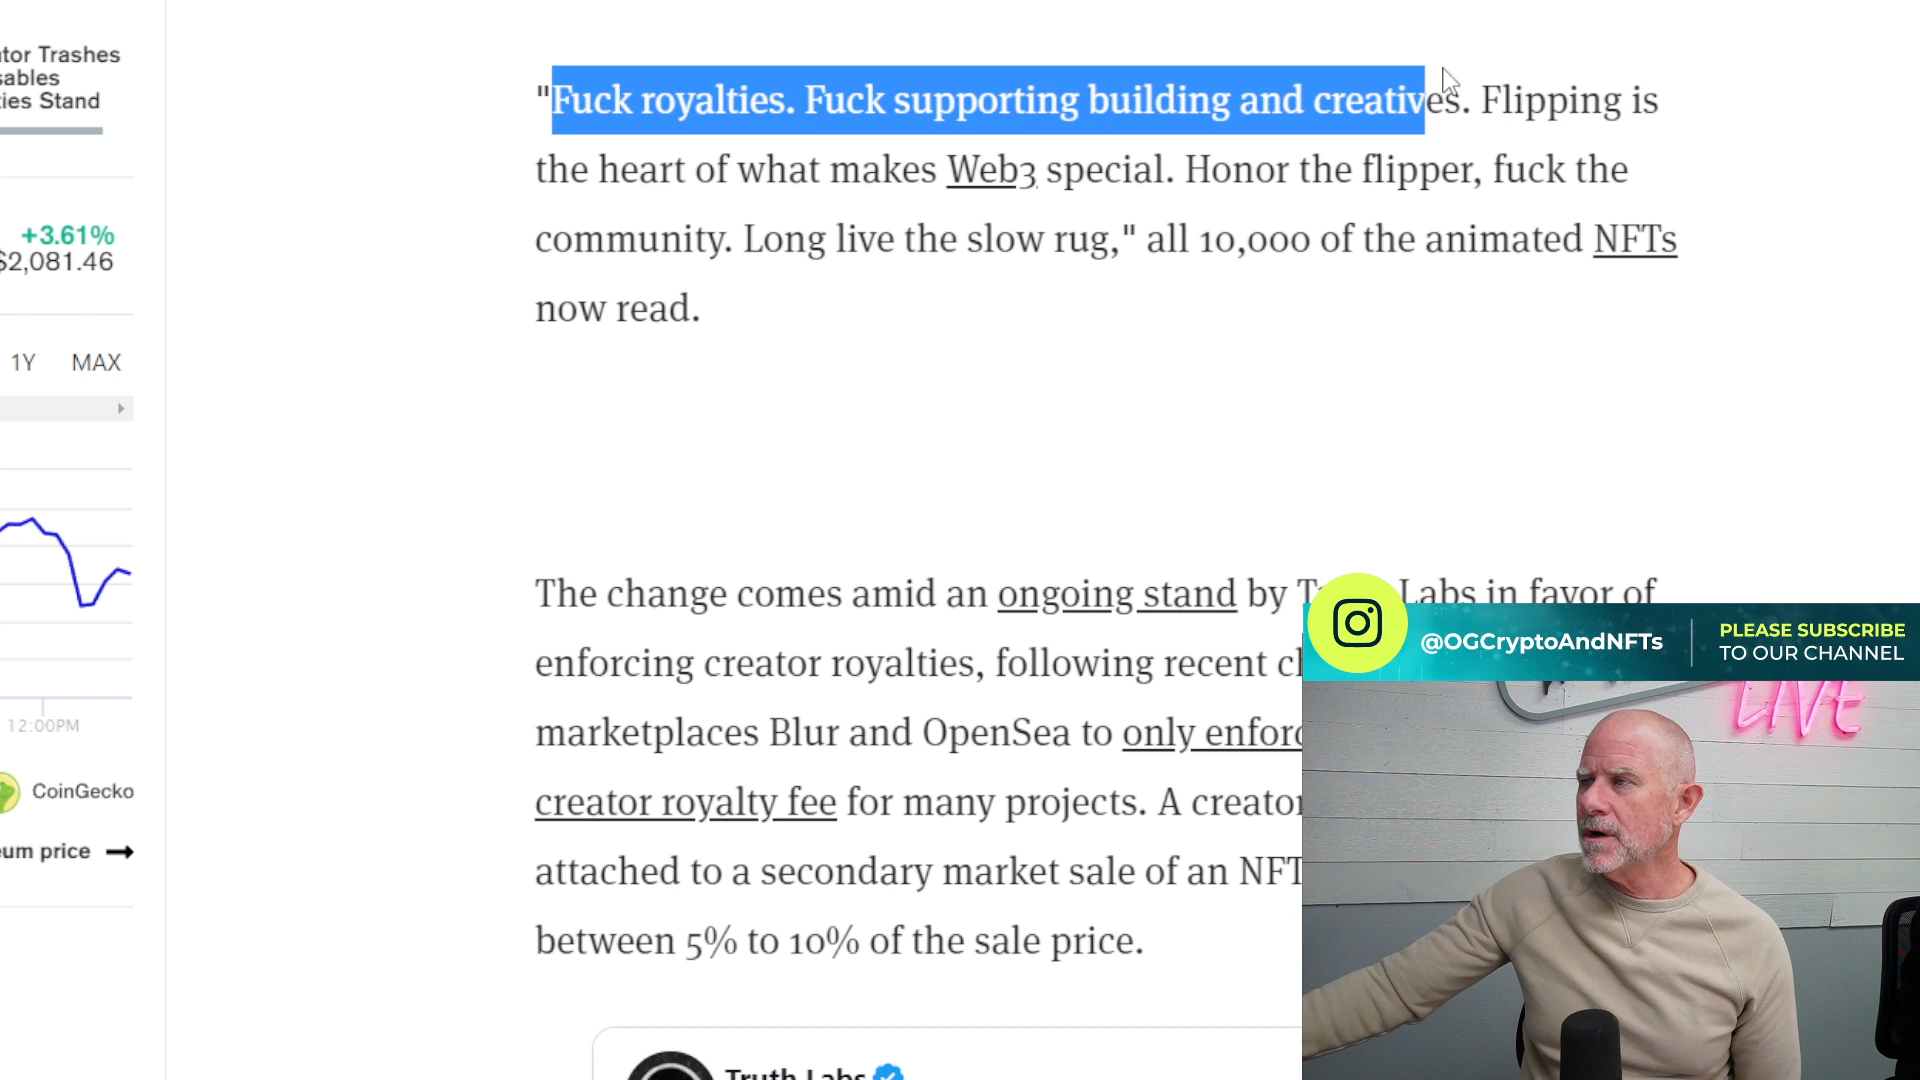 tor Trashes
sables
ties Stand
+3.61%
$2,081.46
1Y MAX
12:00PM
CoinGecko
um price
"Fuck royalties. Fuck supporting building and creatives. Flipping is
the heart of what makes Web3 special. Honor the flipper, fuck the
community. Long live the slow rug," all 10,000 of the animated NFTs
now read.
The change comes amid an ongoing stand by Labs in favor of
enforcing creator royalties, following recent
marketplaces Blur and OpenSea to only
creator royalty fee for many projects. A creator
attached to a secondary market sale of an NFT
between 5% to 10% of the sale price.
Truth Labs
@OGCryptoAndNFTs
PLEASE SUBSCRIBE
TO OUR CHANNEL
LIVE